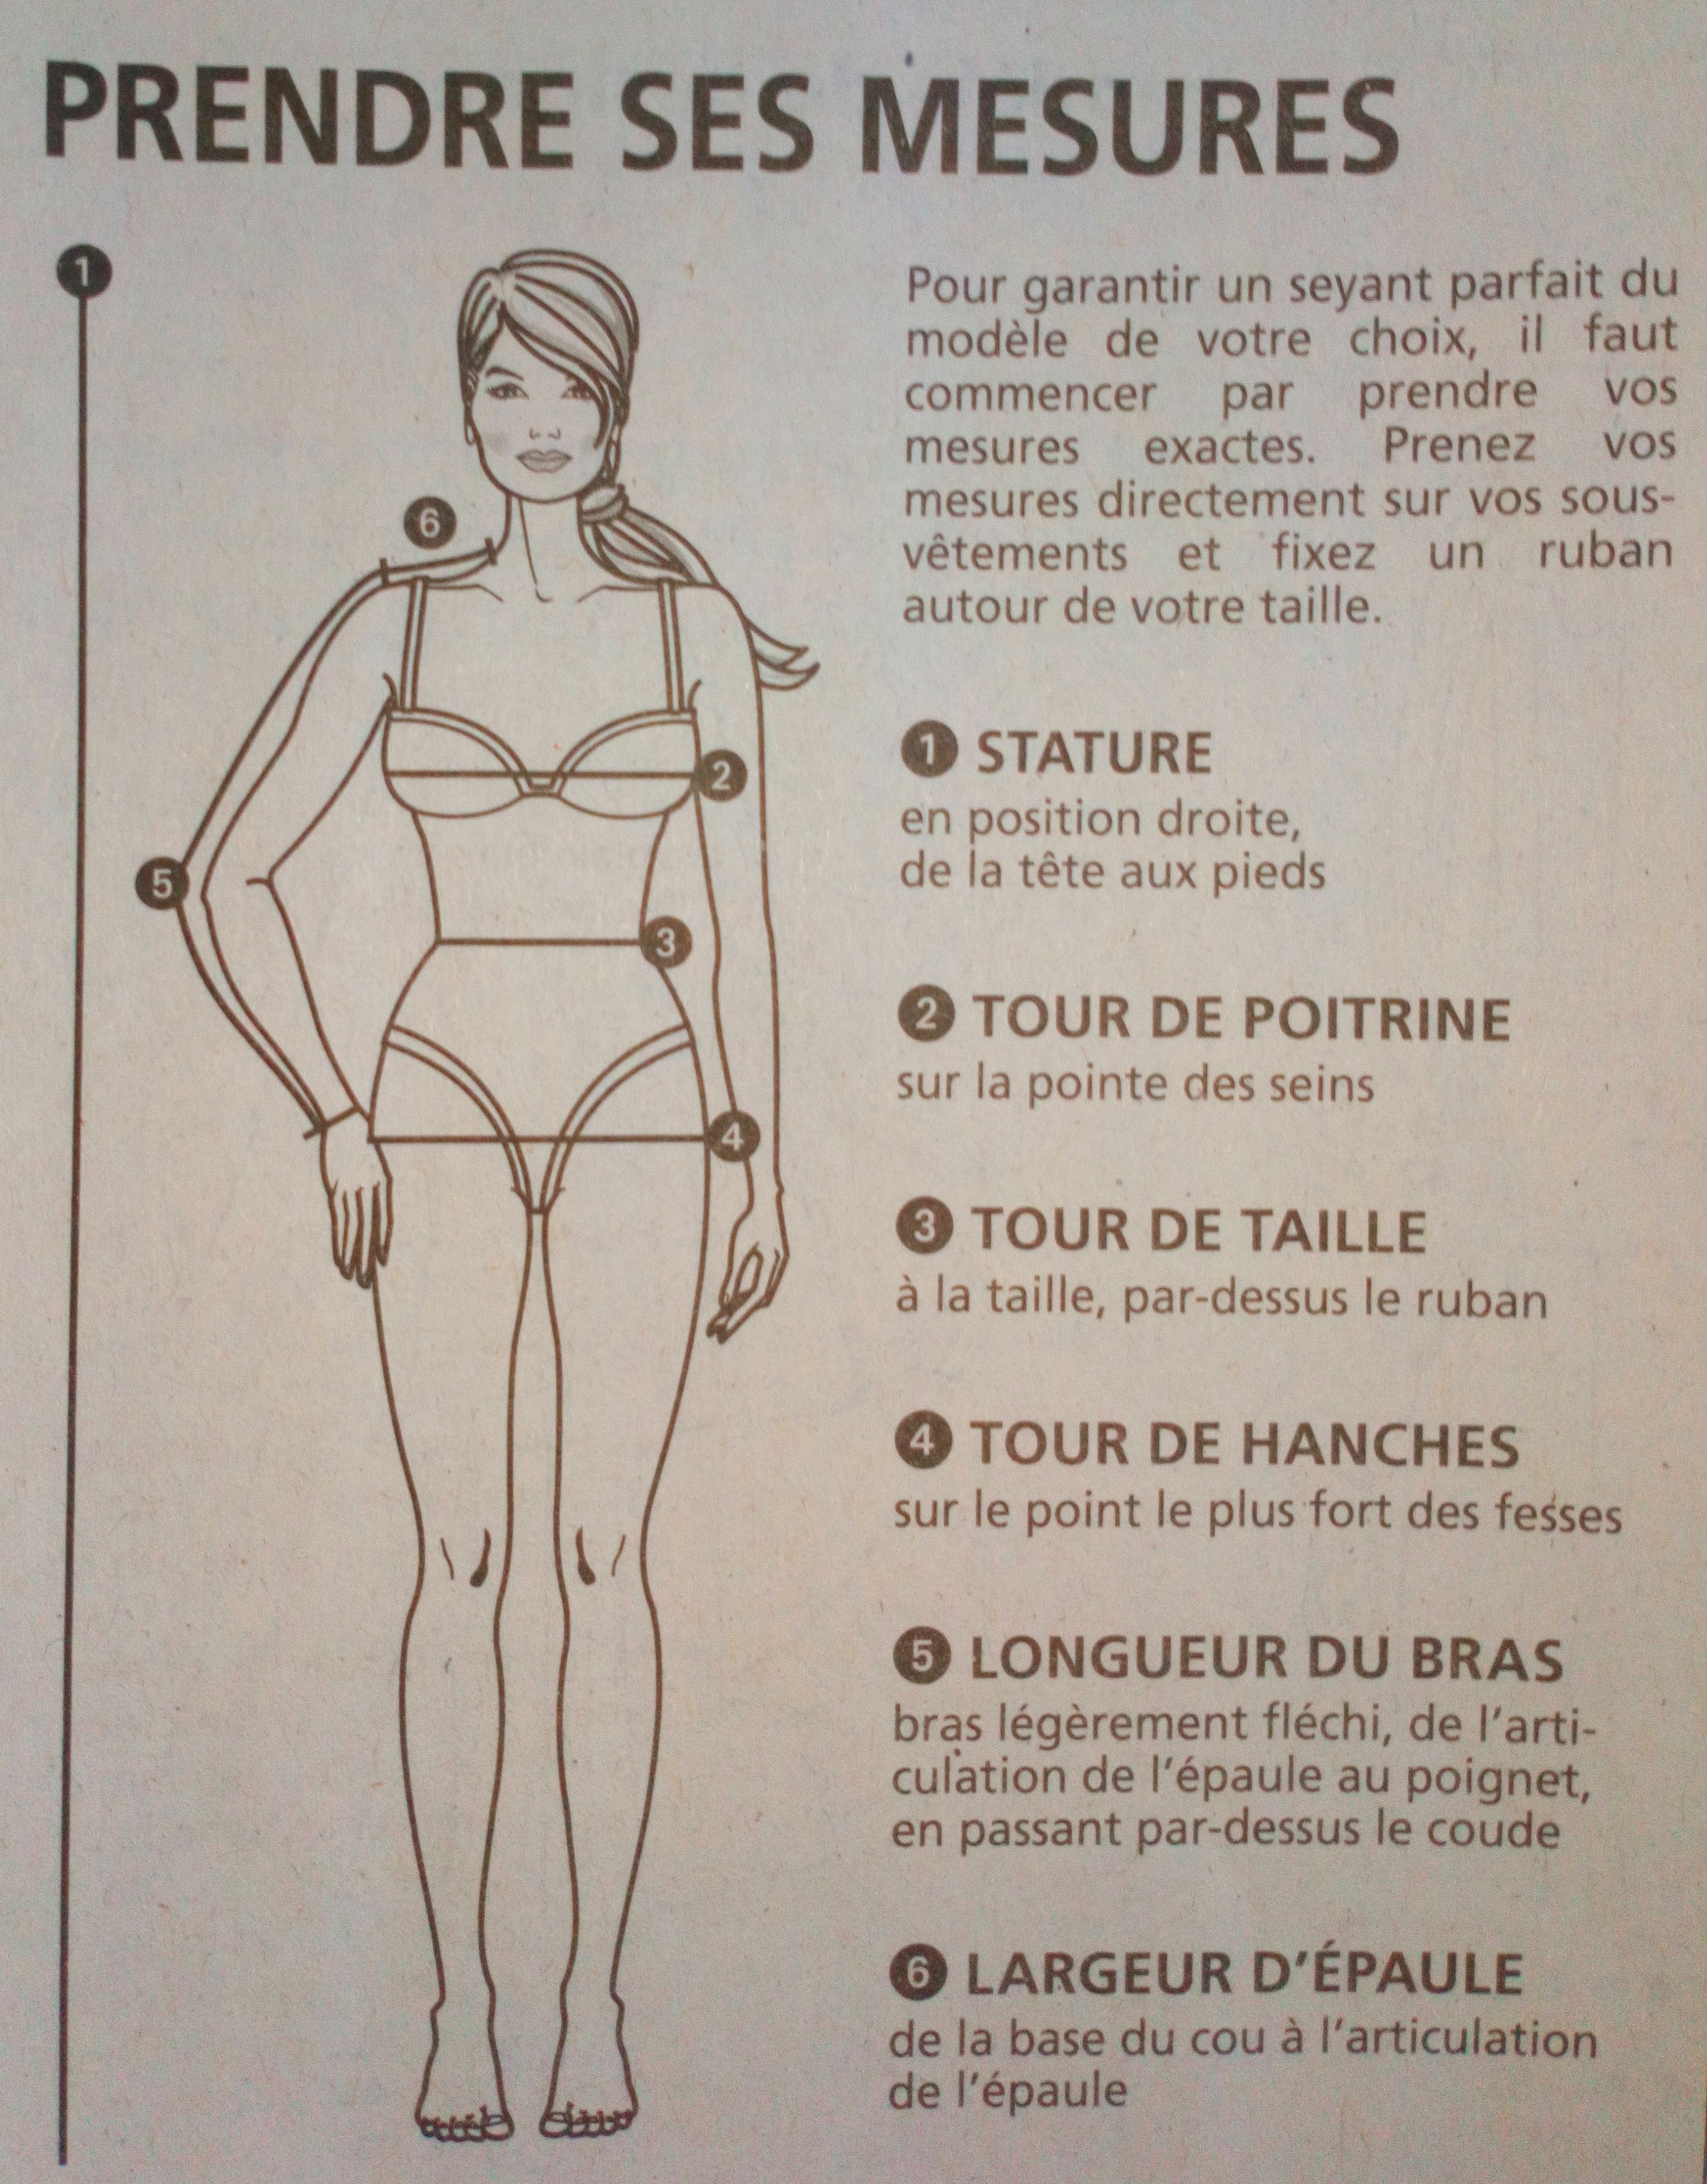 PRENDRE SES MESURES
Pour garantir un seyant parfait du
modèle de votre choix, il faut
commencer par prendre vos
mesures exactes. Prenez vos
mesures directement sur vos sous-
vêtements et fixez un ruban
autour de votre taille.
1 STATURE
en position droite,
de la tête aux pieds
2 TOUR DE POITRINE
sur la pointe des seins
3 TOUR DE TAILLE
à la taille, par-dessus le ruban
4 TOUR DE HANCHES
sur le point le plus fort des fesses
5 LONGUEUR DU BRAS
bras légèrement fléchi, de l'arti-
culation de l'épaule au poignet,
en passant par-dessus le coude
6 LARGEUR D'ÉPAULE
de la base du cou à l'articulation
de l'épaule
1
6
2
5
3
4